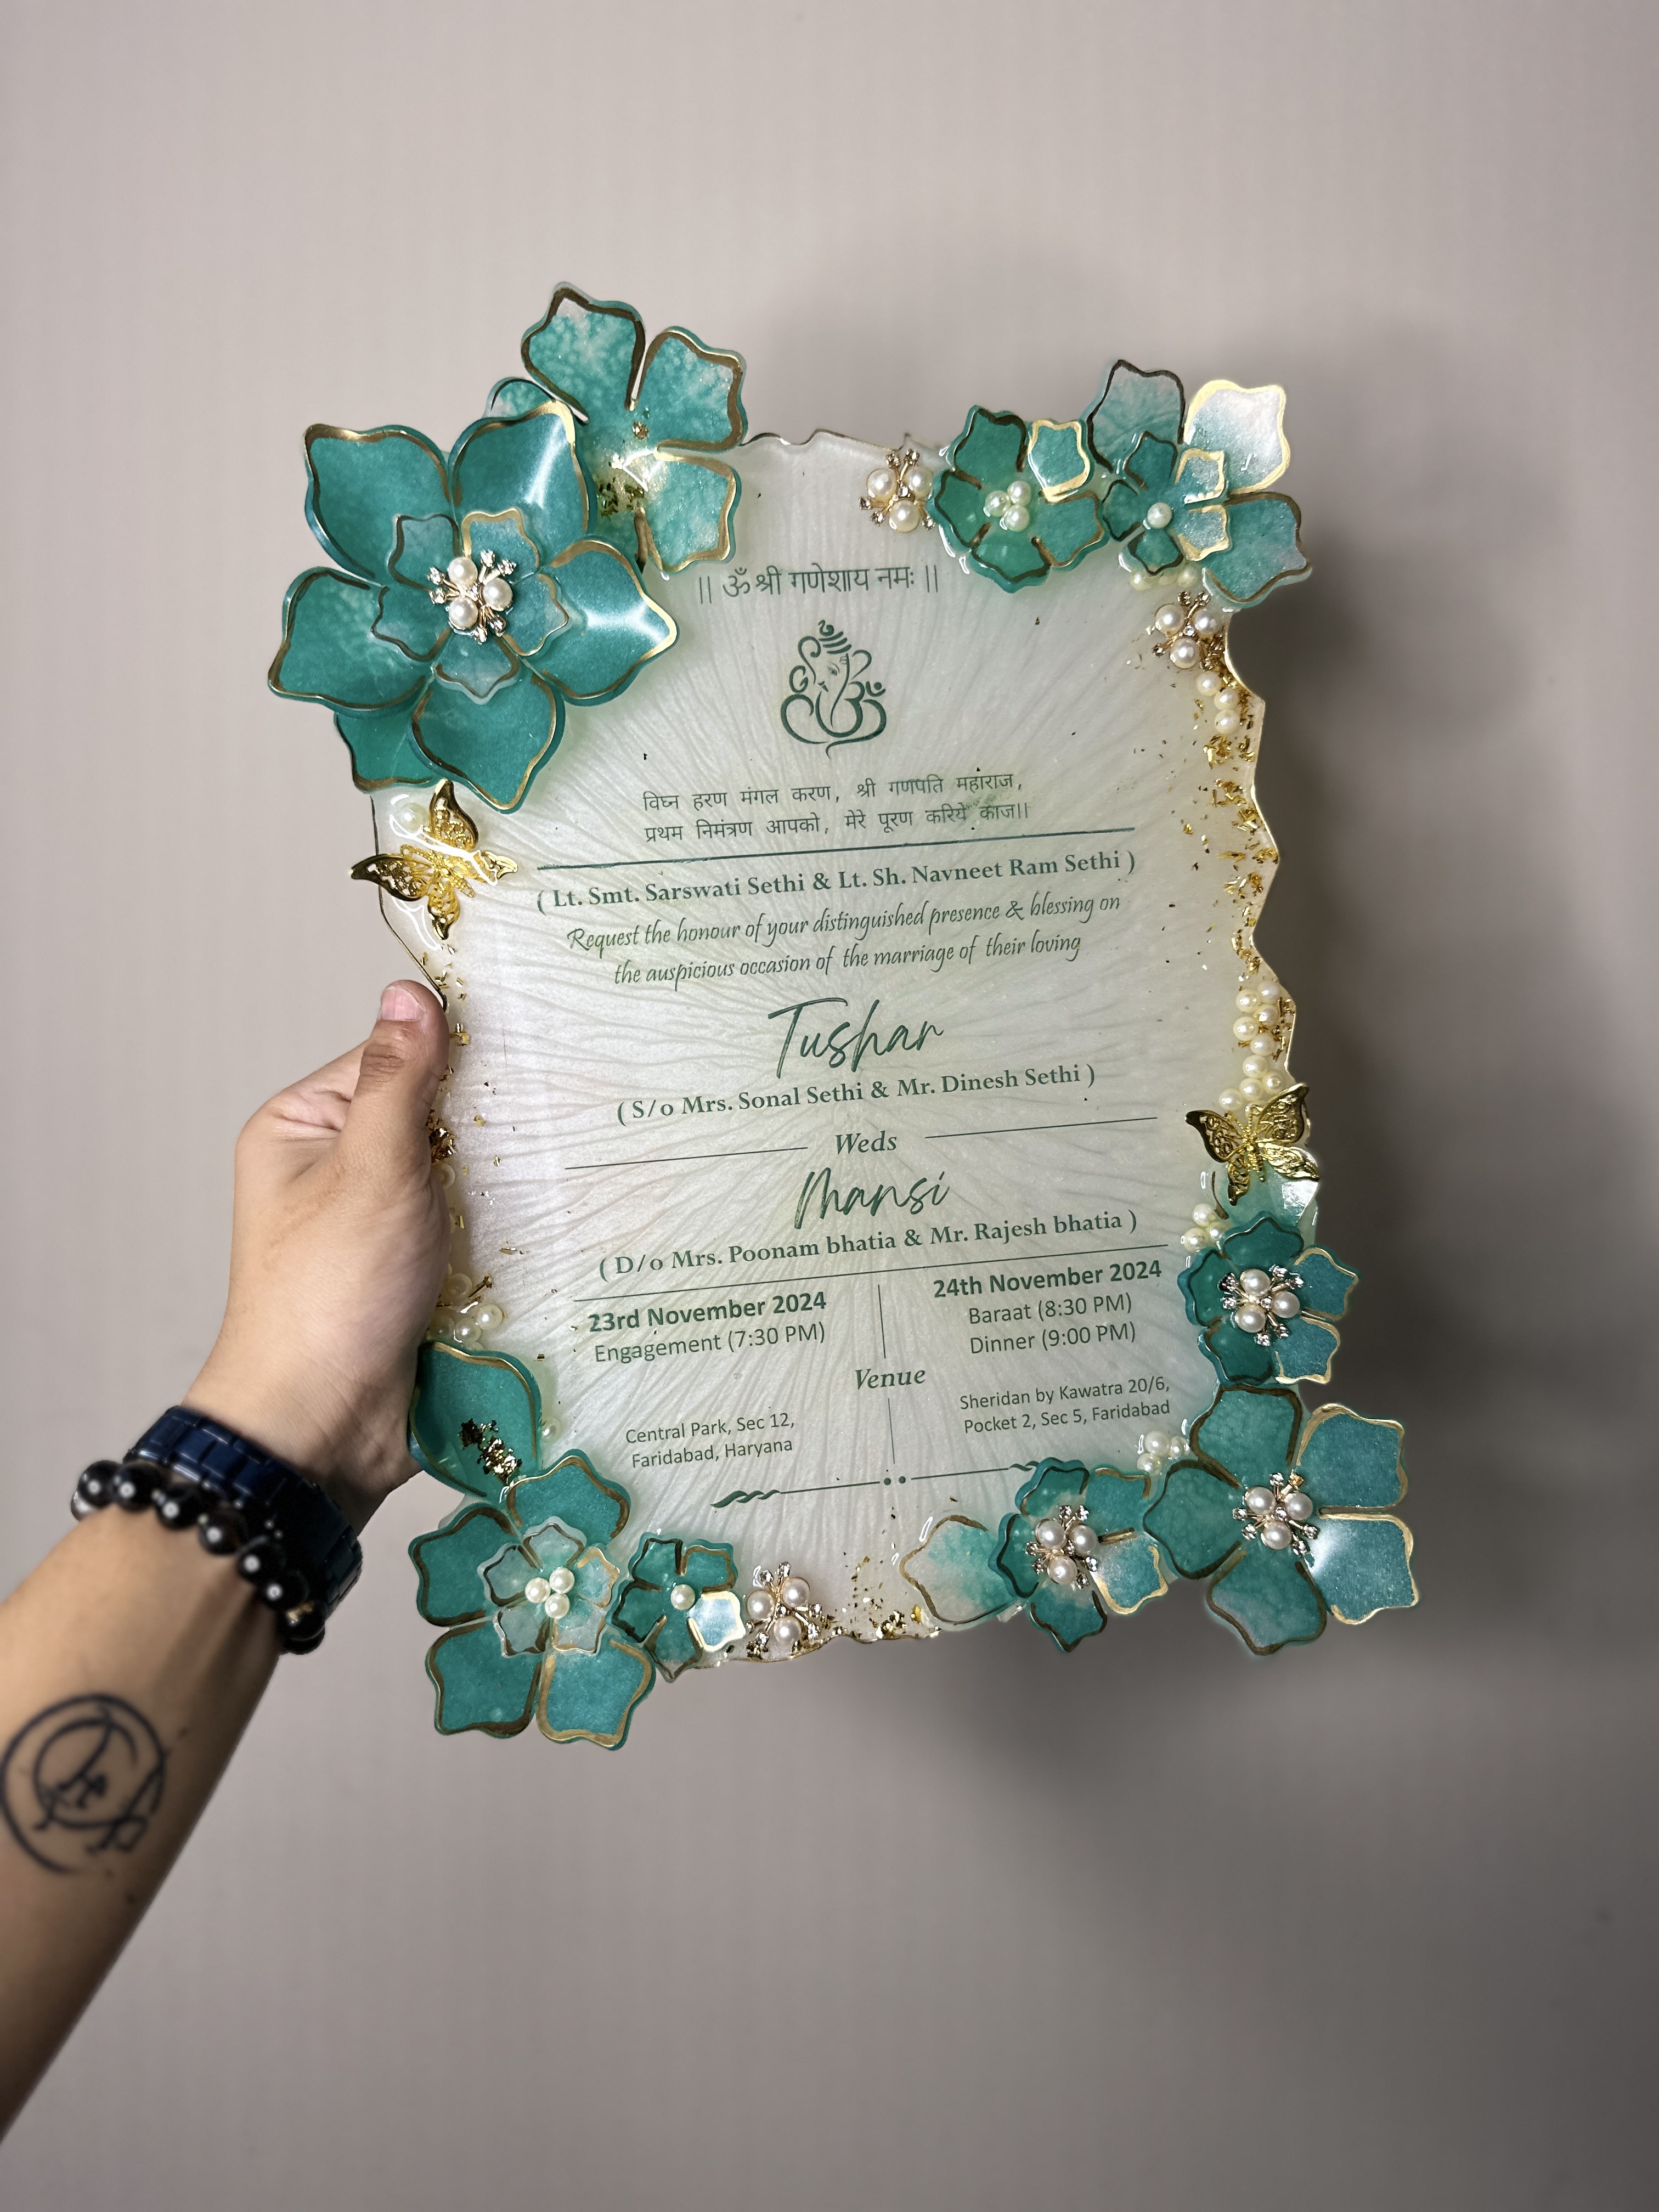 || ॐ श्री गणेशाय नमः ||
विघ्न हरण मंगल करण, श्री गणपति महाराज,
प्रथम निमंत्रण आपको, मेरे पूरण करिये काज।।
( Lt. Smt. Sarswati Sethi & Lt. Sh. Navneet Ram Sethi )
Request the honour of your distinguished presence & blessing on
the auspicious occasion of the marriage of their loving
Tushar
( S/o Mrs. Sonal Sethi & Mr. Dinesh Sethi )
Weds
Mansi
( D/o Mrs. Poonam bhatia & Mr. Rajesh bhatia )
23rd November 2024
Engagement (7:30 PM)
24th November 2024
Baraat (8:30 PM)
Dinner (9:00 PM)
Venue
Central Park, Sec 12,
Faridabad, Haryana
Sheridan by Kawatra 20/6,
Pocket 2, Sec 5, Faridabad